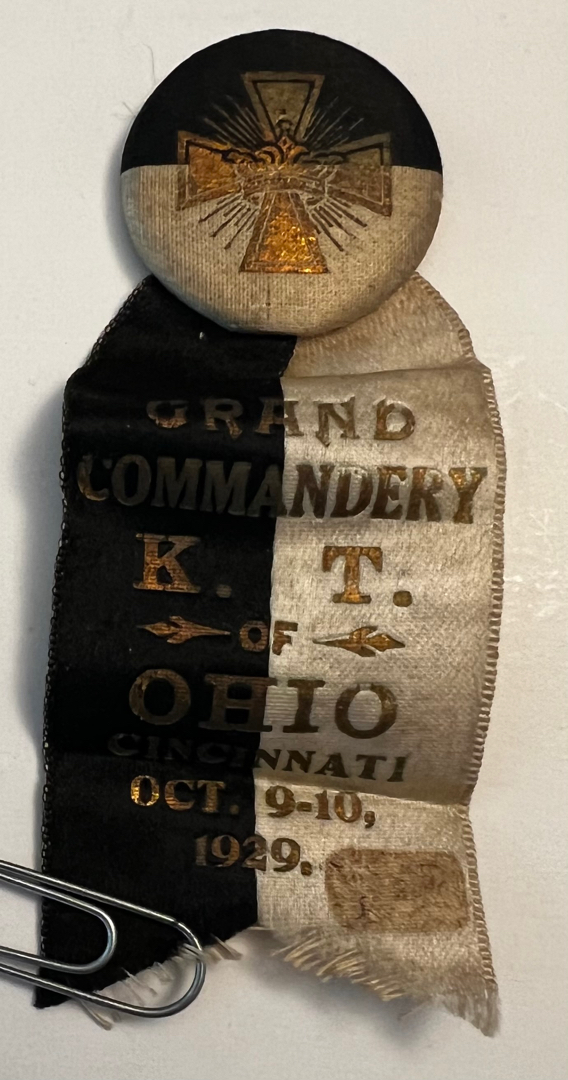 GRAND
COMMANDERY
K. T.
OF
OHIO
CINCINNATI
OCT. 9-10,
1929.